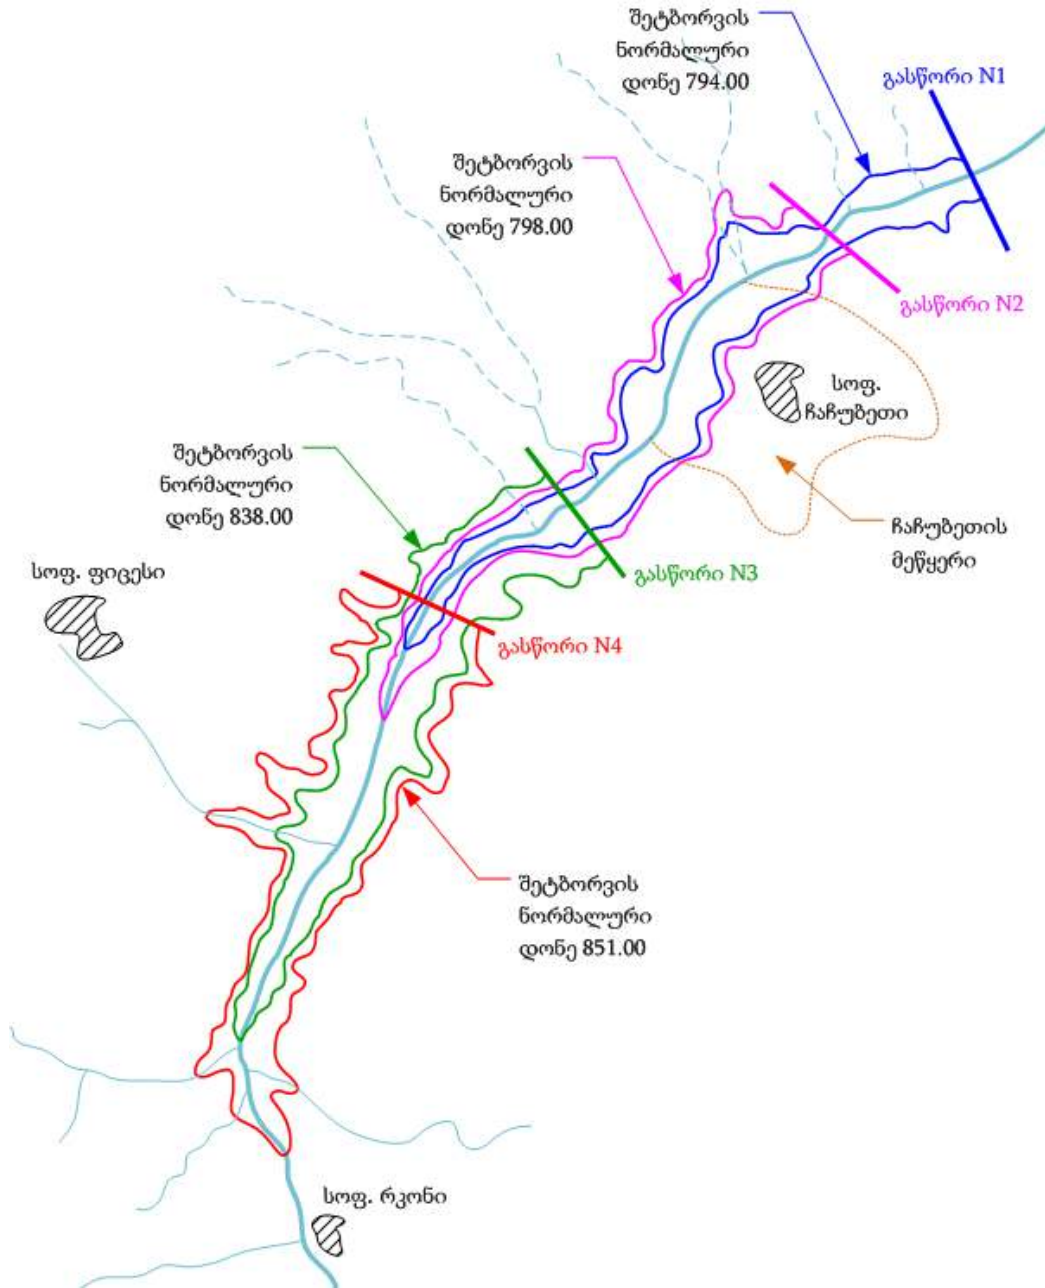 შეტბორვის
ნორმალური
დონე 794.00
გასწორი N1
შეტბორვის
ნორმალური
დონე 798.00
გასწორი N2
სოფ.
ჩაჩუბეთი
შეტბორვის
ნორმალური
დონე 838.00
ჩაჩუბეთის
მეწყერი
სოფ. ფიცესი
გასწორი N3
გასწორი N4
შეტბორვის
ნორმალური
დონე 851.00
სოფ. რკონი